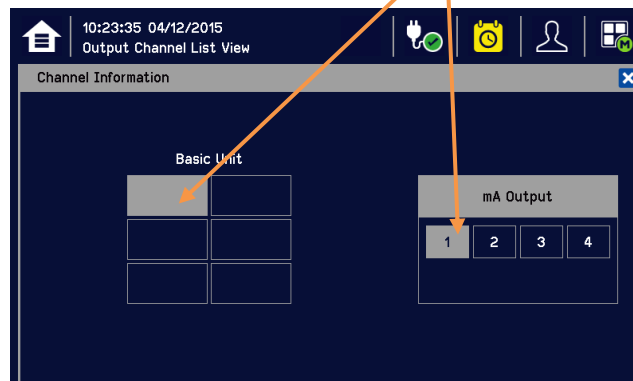 10:23:35 04/12/2015
Output Channel List View
M
Channel Information
Basic Unit
mA Output
1 2 3 4